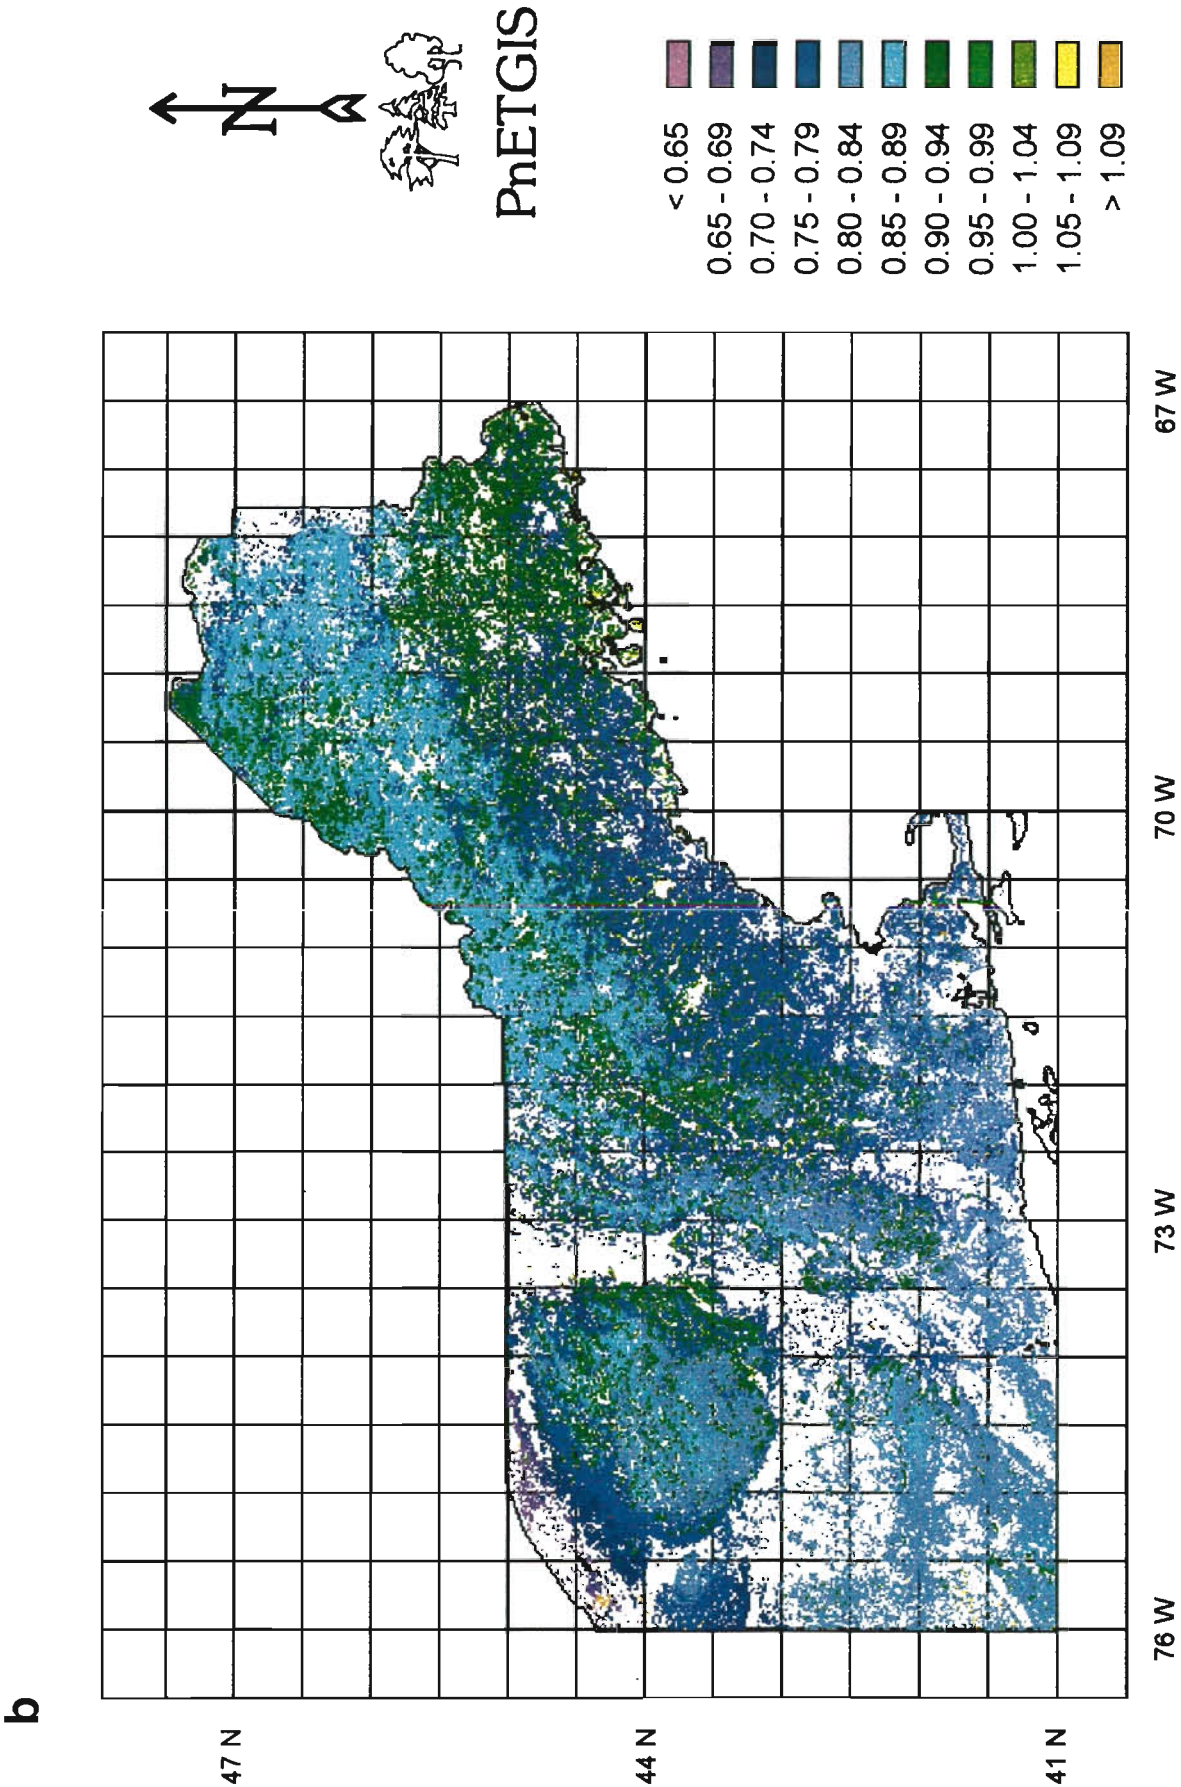 b
N
PnETGIS
< 0.65
0.65 - 0.69
0.70 - 0.74
0.75 - 0.79
0.80 - 0.84
0.85 - 0.89
0.90 - 0.94
0.95 - 0.99
1.00 - 1.04
1.05 - 1.09
> 1.09
47 N
44 N
41 N
76 W
73 W
70 W
67 W